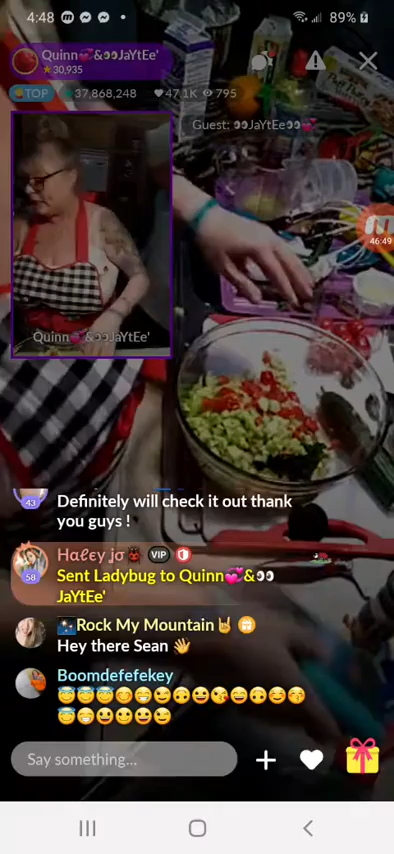 4:48
89%
Quinn💞&👀JaYtEe'
30,935
TOP
37,868,248
47.1K
795
Guest: 👀JaYtEe👀💞
46:49
Quinn💞&👀JaYtEe'
43
Definitely will check it out thank
you guys !
Haℓєy jσ🐞 VIP
58
Sent Ladybug to Quinn💞&👀
JaYtEe'
🌃Rock My Mountain🤘
Hey there Sean 👋
Boomdefefekey
😇😇😇😋😁😉🙃😃😘😄🙃😊😚
😇😁😃🙂😃😉
Say something...